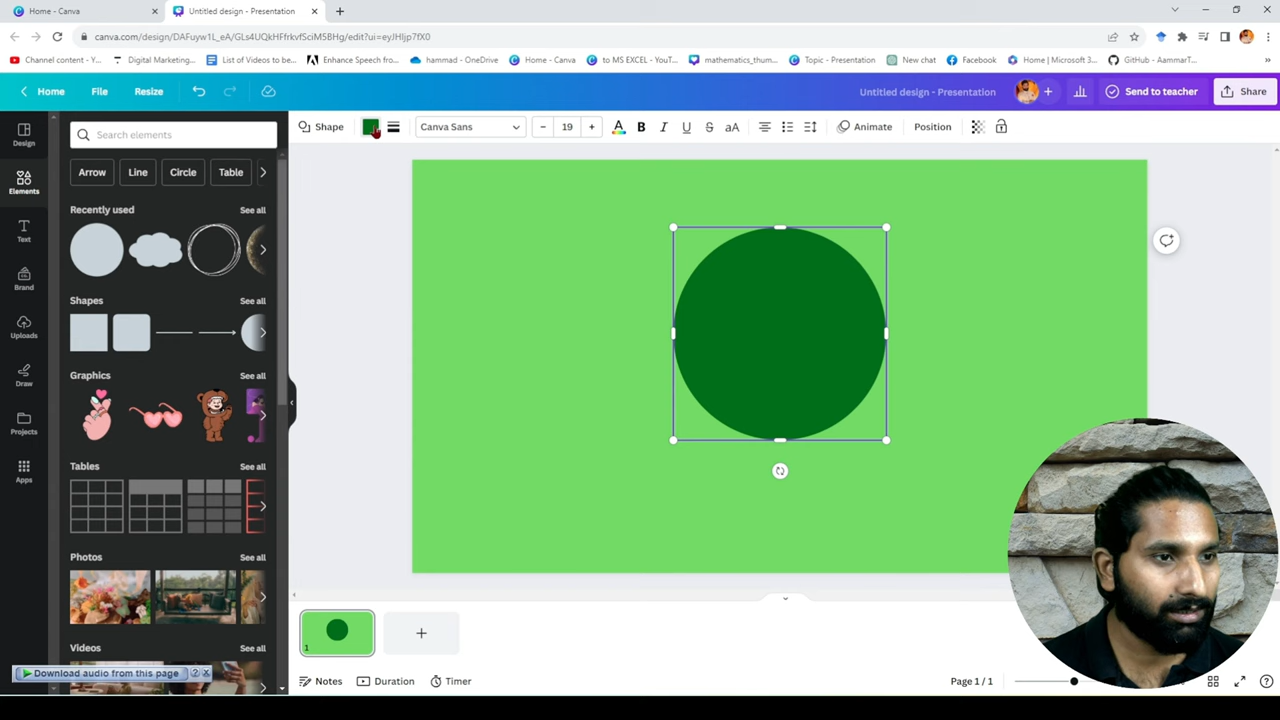 Home - Canva
Untitled design - Presentation
canva.com/design/DAFuyw1L_eA/GLs4UQkHFfrkvfSciM5BHg/edit?ui=eyJHIjp7fX0
Channel content - Y...
Digital Marketing...
List of Videos to be...
Enhance Speech fro...
hammad - OneDrive
Home - Canva
to MS EXCEL - YouT...
mathematics_thum...
Topic - Presentation
New chat
Facebook
Home | Microsoft 3...
GitHub - AammarT...
Home
File
Resize
Untitled design - Presentation
Send to teacher
Share
Design
Elements
Text
Brand
Uploads
Draw
Projects
Apps
Search elements
Arrow
Line
Circle
Table
Recently used
See all
Shapes
See all
Graphics
See all
Tables
See all
Photos
See all
Videos
See all
Download audio from this page
Shape
Canva Sans
19
B
I
U
S
aA
Animate
Position
1
Notes
Duration
Timer
Page 1 / 1